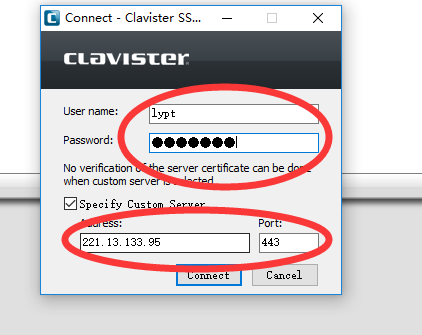 Connect - Clavister SS...
CLAVISTER
User name:
lypt
Password:
●●●●●●●
No verification of the server certificate can be done
when custom server is selected
Specify Custom Server
Address:
Port:
221.13.133.95
443
Connect
Cancel